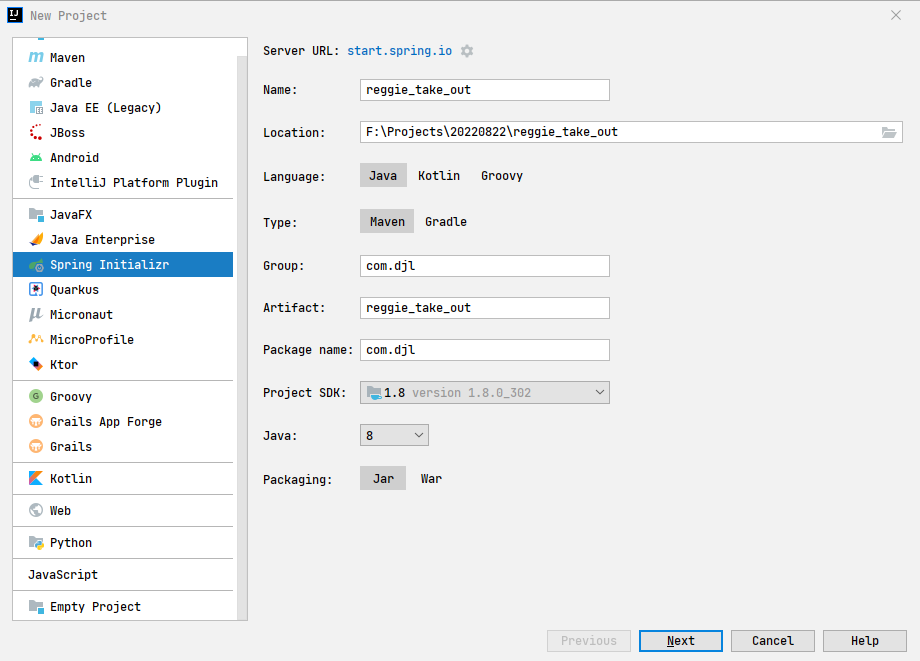 New Project
Maven
Gradle
Java EE (Legacy)
JBoss
Android
IntelliJ Platform Plugin
JavaFX
Java Enterprise
Spring Initializr
Quarkus
Micronaut
MicroProfile
Ktor
Groovy
Grails App Forge
Grails
Kotlin
Web
Python
JavaScript
Empty Project
Server URL: start.spring.io
Name: reggie_take_out
Location: F:\Projects\20220822\reggie_take_out
Language: Java Kotlin Groovy
Type: Maven Gradle
Group: com.djl
Artifact: reggie_take_out
Package name: com.djl
Project SDK: 1.8 version 1.8.0_302
Java: 8
Packaging: Jar War
Previous Next Cancel Help